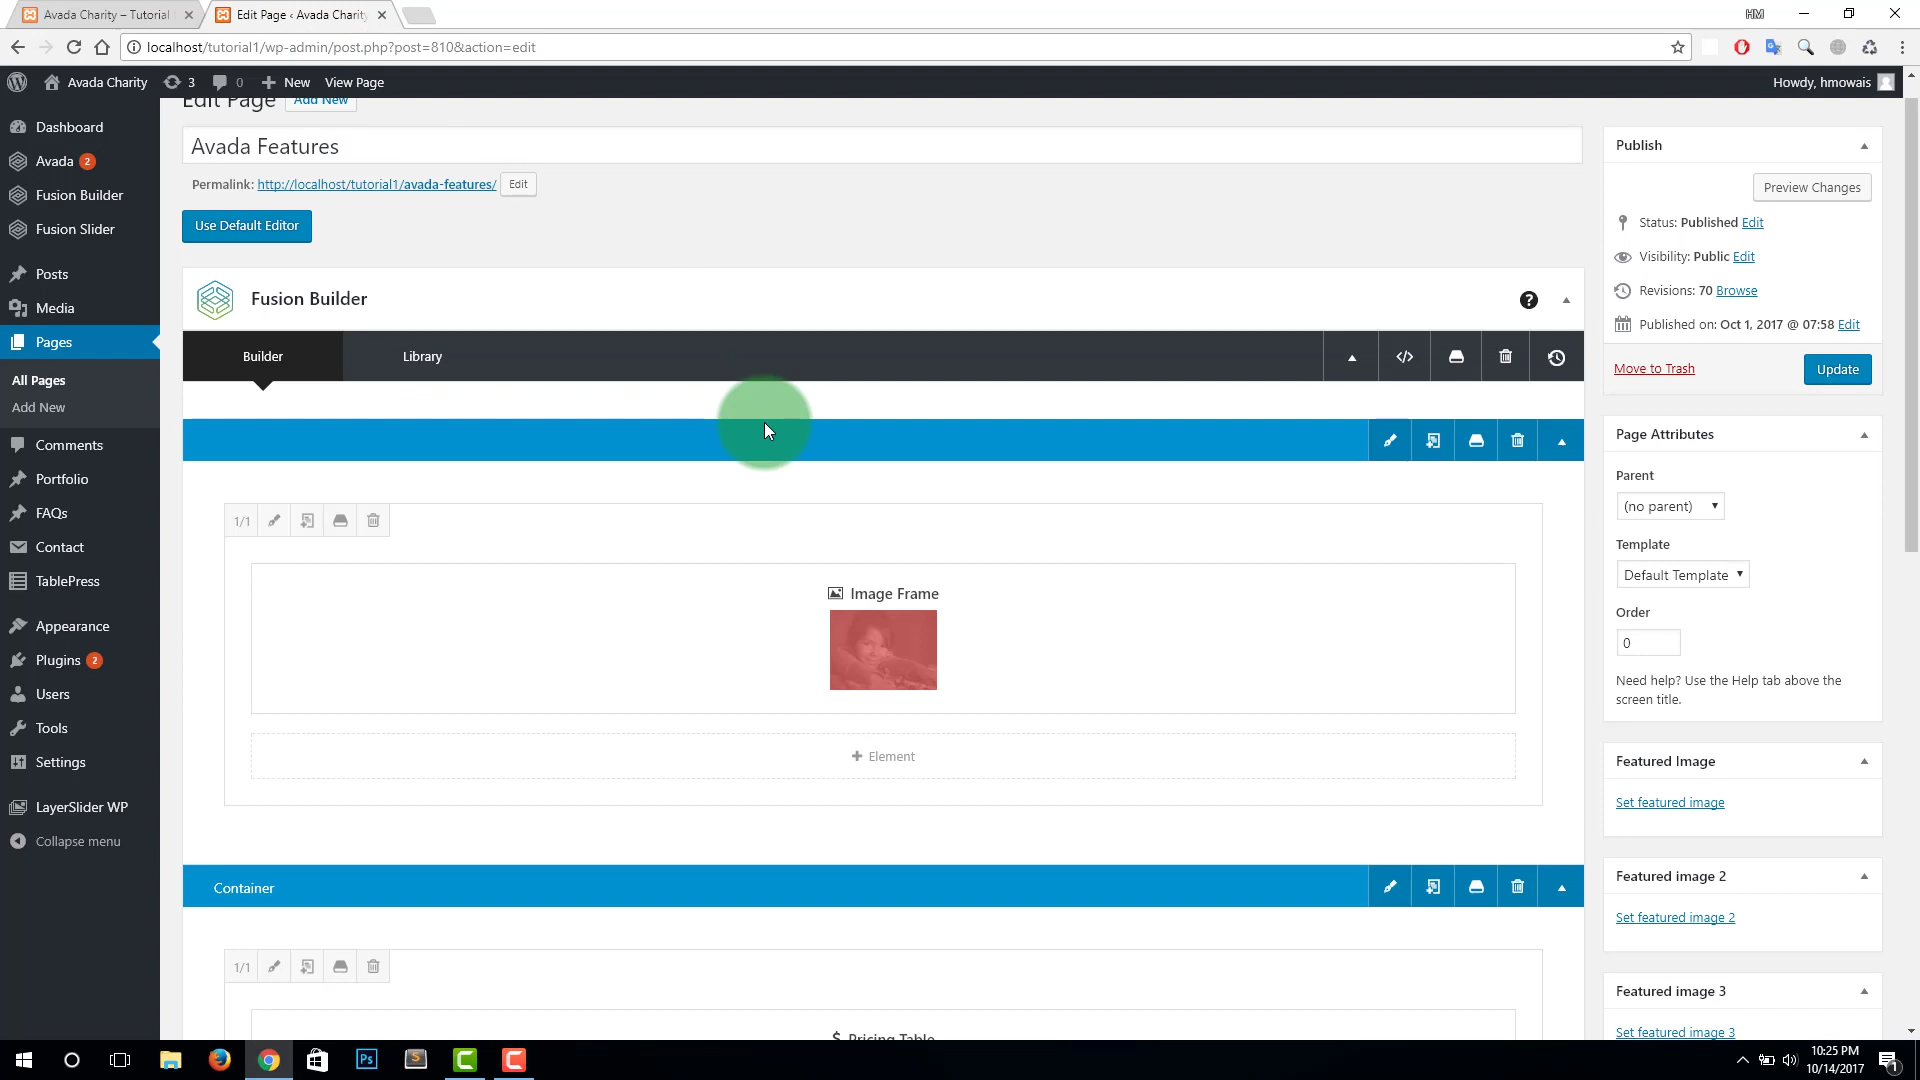 Avada Charity – Tutorial
Edit Page ‹ Avada Charity
HM
localhost/tutorial1/wp-admin/post.php?post=810&action=edit
Avada Charity
3
0
New
View Page
Howdy, hmowais
Edit Page
Add New
Dashboard
Avada 2
Fusion Builder
Fusion Slider
Posts
Media
Pages
All Pages
Add New
Comments
Portfolio
FAQs
Contact
TablePress
Appearance
Plugins 2
Users
Tools
Settings
LayerSlider WP
Collapse menu
Avada Features
Permalink: http://localhost/tutorial1/avada-features/ Edit
Use Default Editor
Fusion Builder
Builder
Library
1/1
Image Frame
Element
Container
1/1
Pricing Table
Publish
Preview Changes
Status: Published Edit
Visibility: Public Edit
Revisions: 70 Browse
Published on: Oct 1, 2017 @ 07:58 Edit
Move to Trash
Update
Page Attributes
Parent
(no parent)
Template
Default Template
Order
0
Need help? Use the Help tab above the
screen title.
Featured Image
Set featured image
Featured image 2
Set featured image 2
Featured image 3
Set featured image 3
Ps
S
C
C
10:25 PM
10/14/2017
1